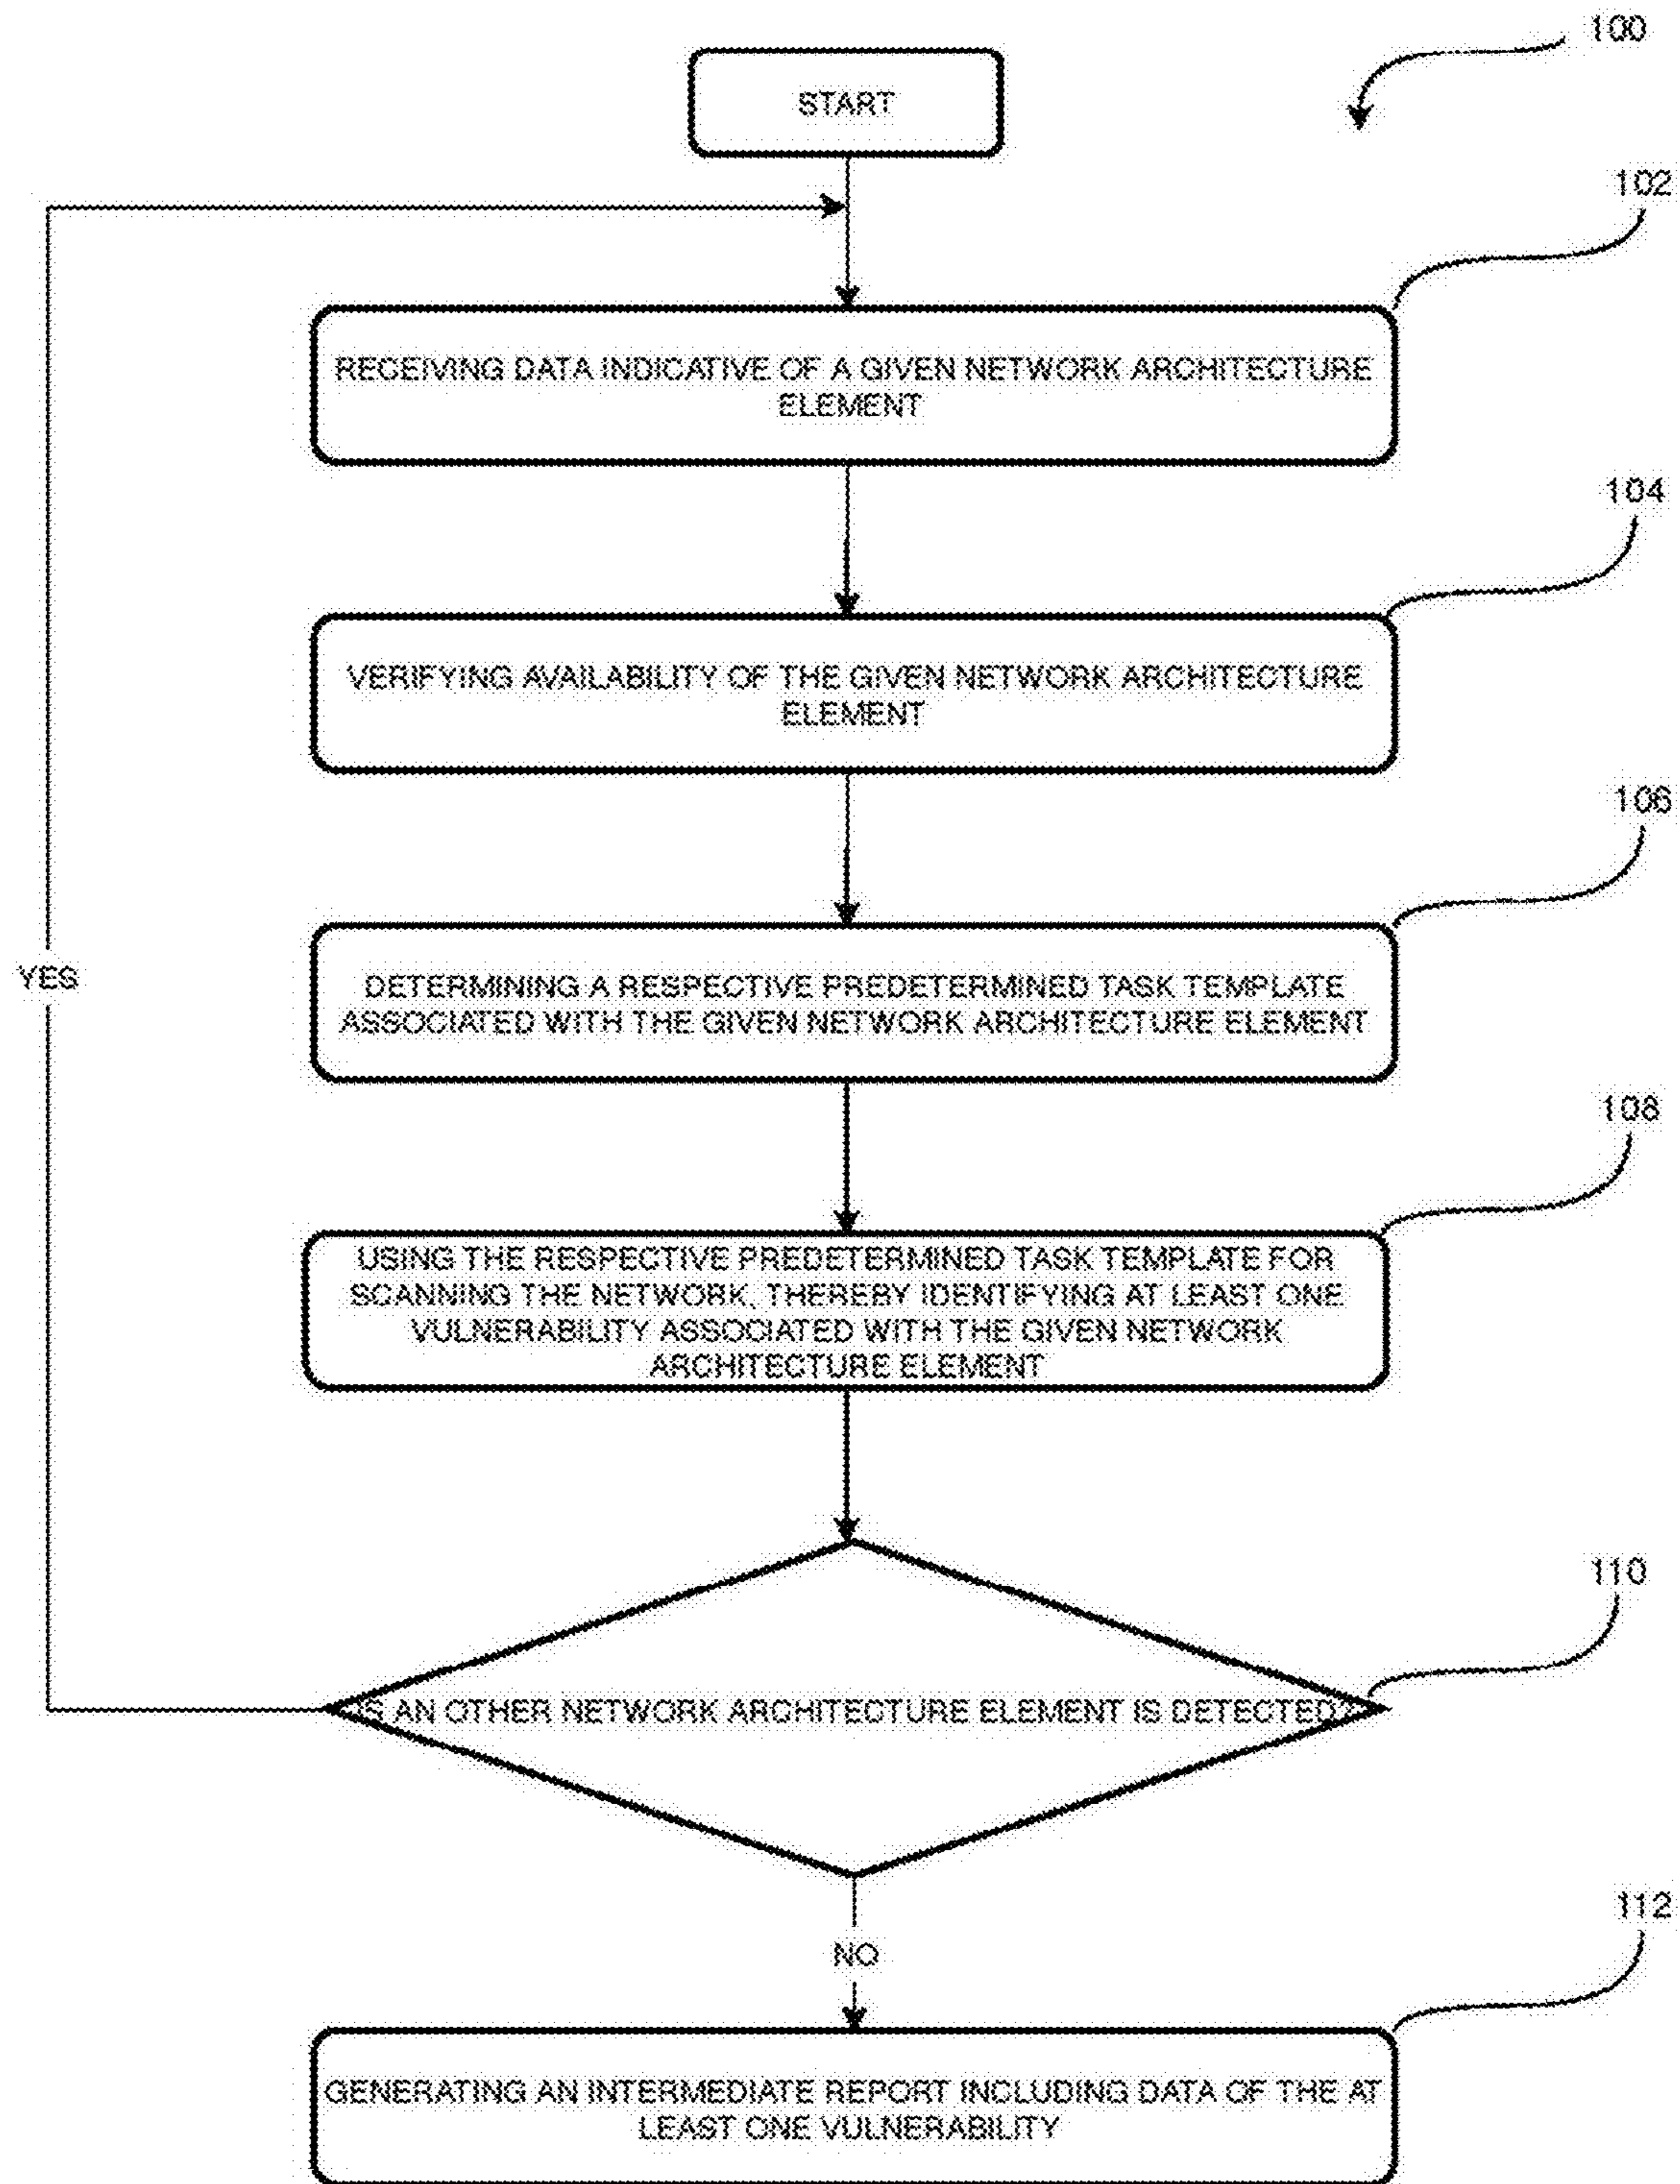 100
START
102
RECEIVING DATA INDICATIVE OF A GIVEN NETWORK ARCHITECTURE
ELEMENT
104
VERIFYING AVAILABILITY OF THE GIVEN NETWORK ARCHITECTURE
ELEMENT
106
YES
DETERMINING A RESPECTIVE PREDETERMINED TASK TEMPLATE
ASSOCIATED WITH THE GIVEN NETWORK ARCHITECTURE ELEMENT
108
USING THE RESPECTIVE PREDETERMINED TASK TEMPLATE FOR
SCANNING THE NETWORK, THEREBY IDENTIFYING AT LEAST ONE
VULNERABILITY ASSOCIATED WITH THE GIVEN NETWORK
ARCHITECTURE ELEMENT
110
IS AN OTHER NETWORK ARCHITECTURE ELEMENT IS DETECTED?
NO
112
GENERATING AN INTERMEDIATE REPORT INCLUDING DATA OF THE AT
LEAST ONE VULNERABILITY